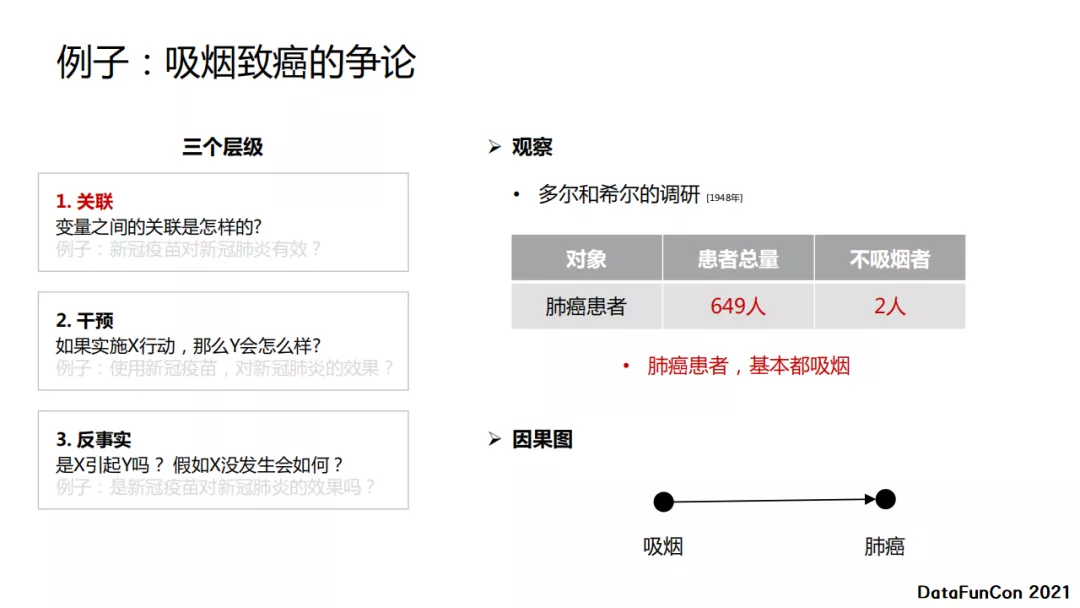 例子：吸烟致癌的争论
三个层级
1. 关联
变量之间的关联是怎样的?
例子：新冠疫苗对新冠肺炎有效？
2. 干预
如果实施X行动，那么Y会怎么样?
例子：使用新冠疫苗，对新冠肺炎的效果？
3. 反事实
是X引起Y吗？ 假如X没发生会如何？
例子：是新冠疫苗对新冠肺炎的效果吗？
➢ 观察
• 多尔和希尔的调研 [1948年]
对象 患者总量 不吸烟者
肺癌患者 649人 2人
• 肺癌患者，基本都吸烟
➢ 因果图
吸烟 肺癌
DataFunCon 2021